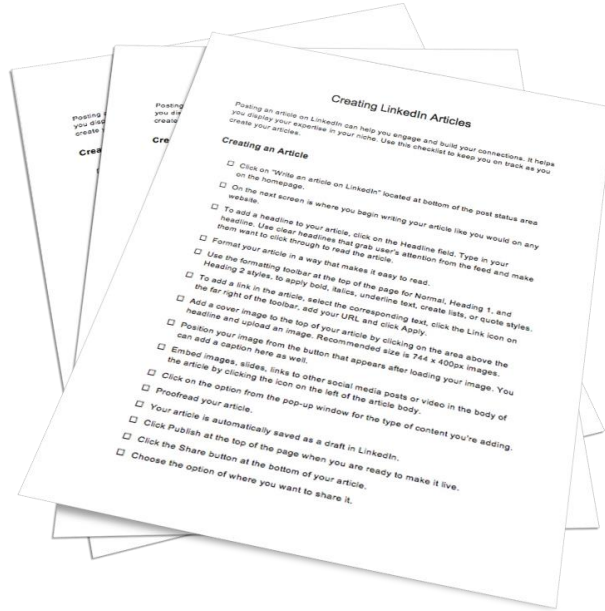 Creating LinkedIn Articles
Posting an article on LinkedIn can help you engage and build your connections. It helps
you display your expertise in your niche. Use this checklist to keep you on track as you
create your articles.
Creating an Article
☐ Click on "Write an article on LinkedIn" located at bottom of the post status area
on the homepage.
☐ On the next screen is where you begin writing your article like you would on any
website.
☐ To add a headline to your article, click on the Headline field. Type in your
headline. Use clear headlines that grab user's attention from the feed and make
them want to click through to read the article.
☐ Format your article in a way that makes it easy to read.
☐ Use the formatting toolbar at the top of the page for Normal, Heading 1, and
Heading 2 styles, to apply bold, italics, underline text, create lists, or quote styles.
☐ To add a link in the article, select the corresponding text, click the Link icon on
the far right of the toolbar, add your URL and click Apply.
☐ Add a cover image to the top of your article by clicking on the area above the
headline and upload an image. Recommended size is 744 x 400px images.
☐ Position your image from the button that appears after loading your image. You
can add a caption here as well.
☐ Embed images, slides, links to other social media posts or video in the body of
the article by clicking the icon on the left of the article body.
☐ Click on the option from the pop-up window for the type of content you're adding.
☐ Proofread your article.
☐ Your article is automatically saved as a draft in LinkedIn.
☐ Click Publish at the top of the page when you are ready to make it live.
☐ Click the Share button at the bottom of your article.
☐ Choose the option of where you want to share it.
Posting
you
create
Posting
you
create